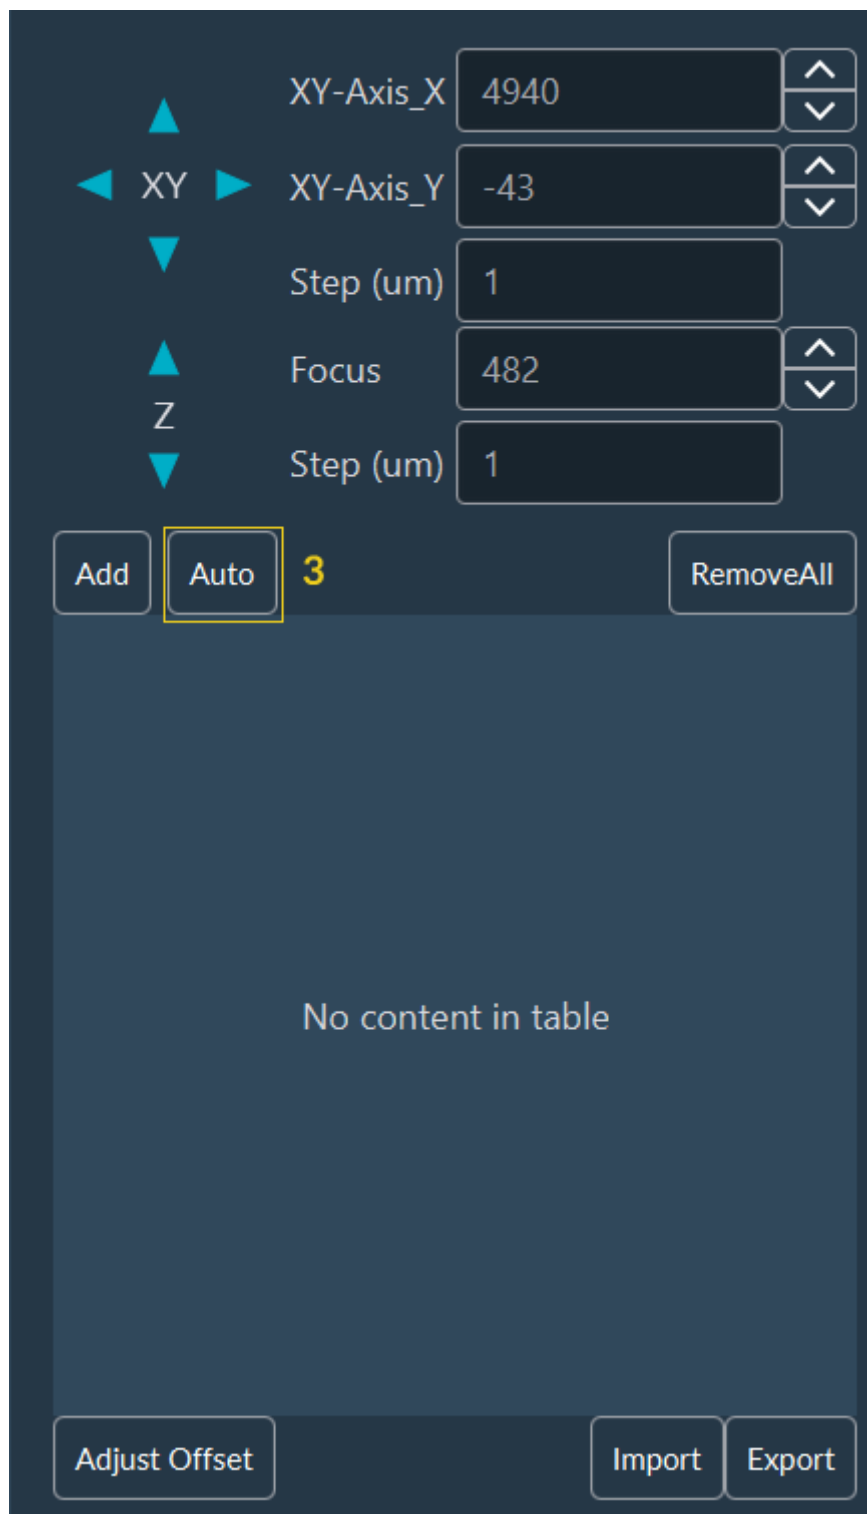 XY-Axis_X 4940
XY XY-Axis_Y -43
Step (um) 1
Focus 482
Z
Step (um) 1
Add Auto 3 RemoveAll
No content in table
Adjust Offset Import Export